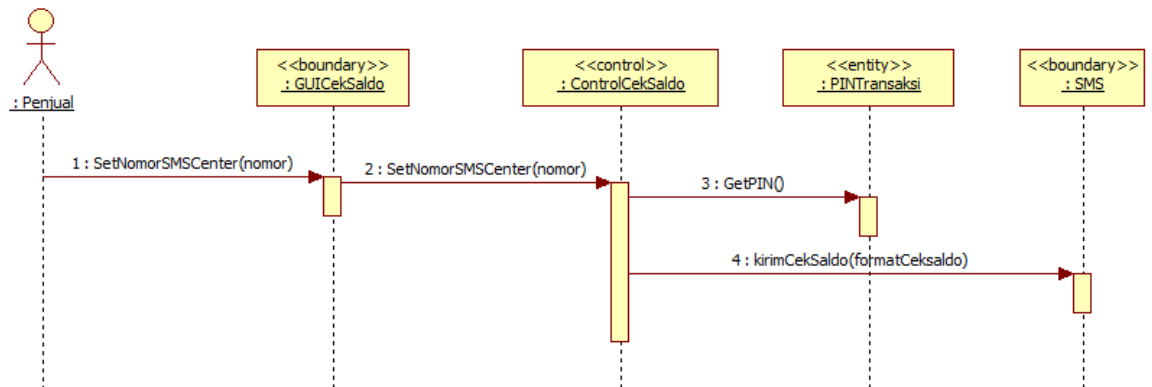 <<boundary>>
: GUICekSaldo
<<control>>
: ControlCekSaldo
<<entity>>
: PINTransaksi
<<boundary>>
: SMS
: Penjual
1 : SetNomorSMSCenter(nomor)
2 : SetNomorSMSCenter(nomor)
3 : GetPIN()
4 : kirimCekSaldo(formatCeksaldo)